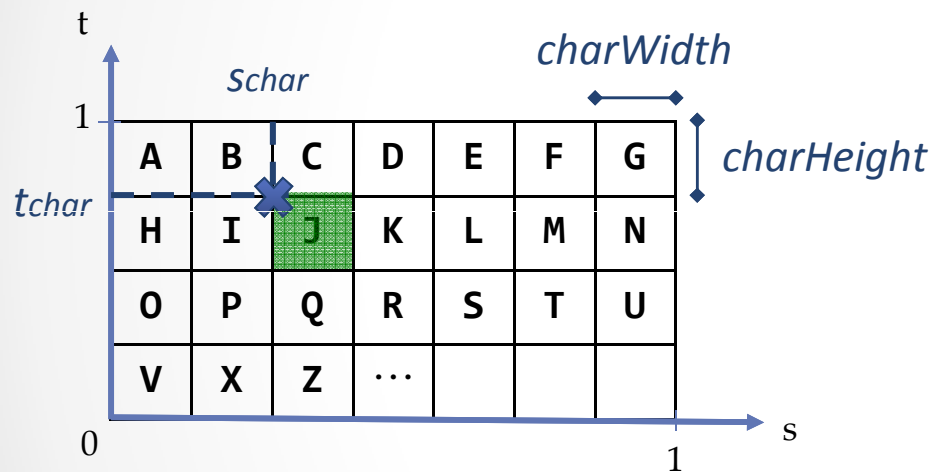 t
charWidth
Schar
1
A B C D E F G
charHeight
tchar
H I J K L M N
O P Q R S T U
V X Z ...
0
s
1